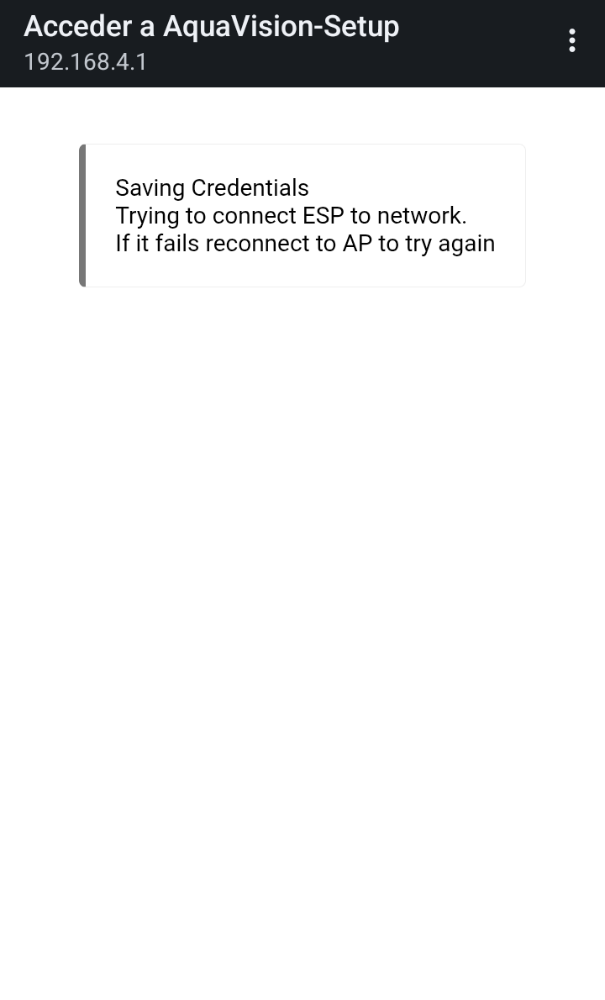 Acceder a AquaVision-Setup
192.168.4.1
Saving Credentials
Trying to connect ESP to network.
If it fails reconnect to AP to try again